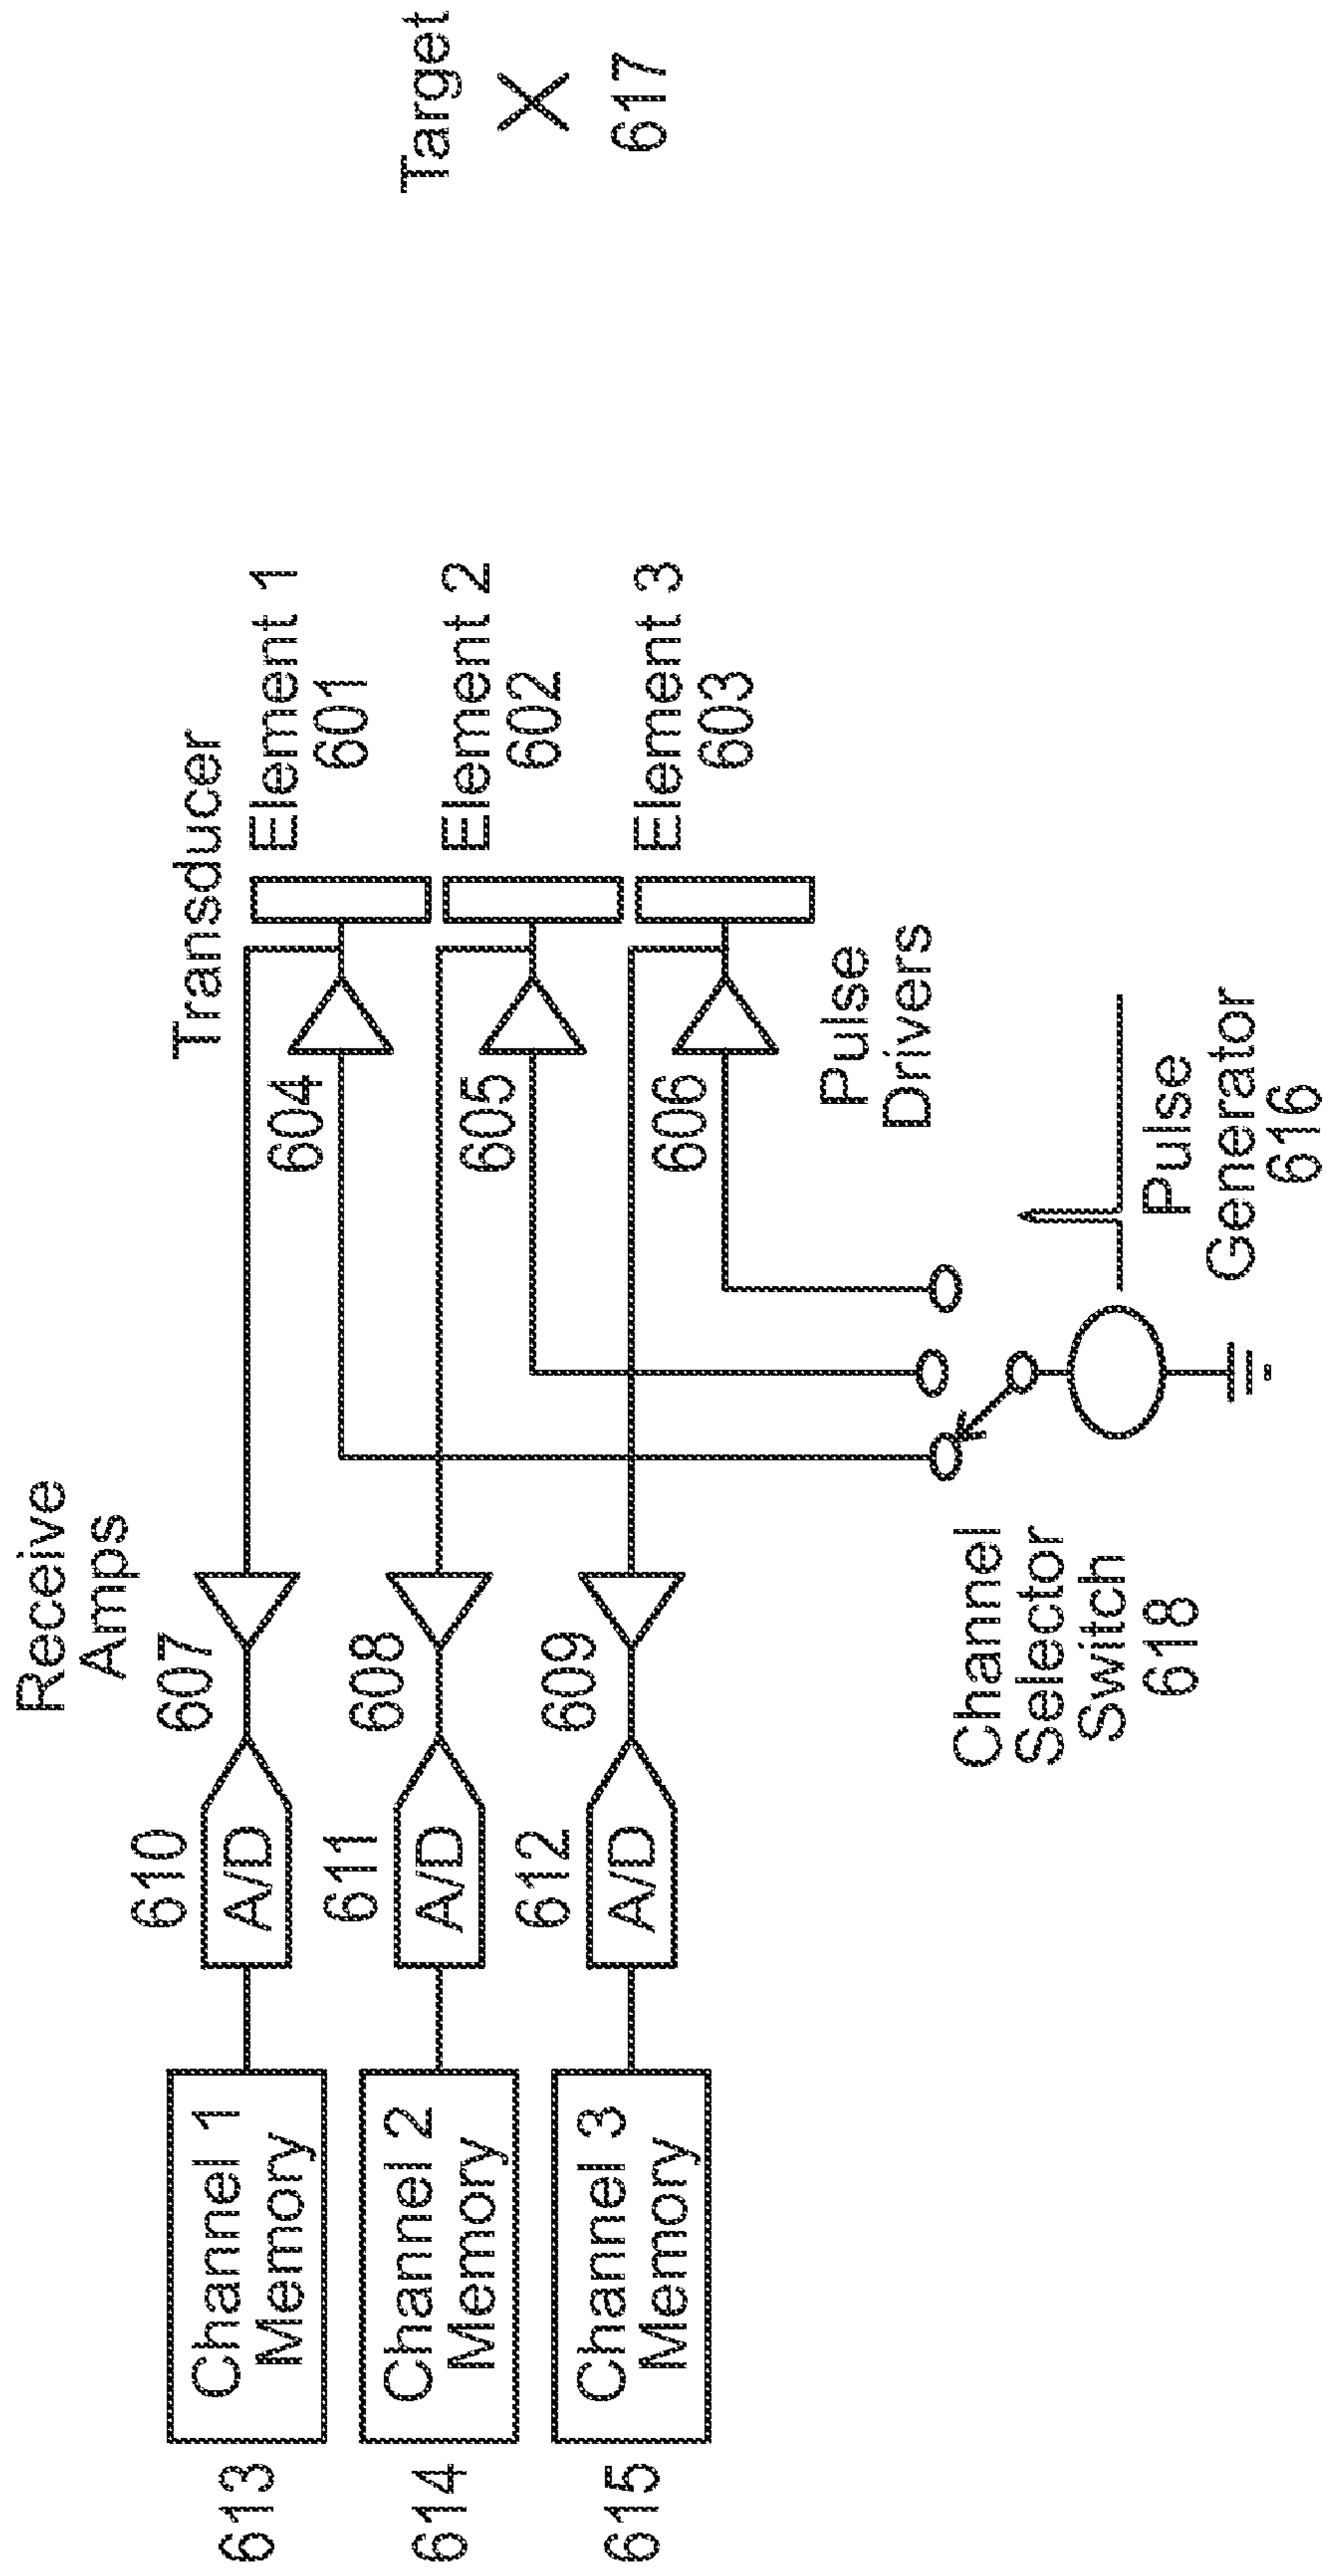 Receive
Amps
Transducer
Target
X
617
613
Channel 1
Memory
610
A/D
607
604
Element 1
601
614
Channel 2
Memory
611
A/D
608
605
Element 2
602
615
Channel 3
Memory
612
A/D
609
606
Element 3
603
Pulse
Drivers
Channel
Selector
Switch
618
Pulse
Generator
616